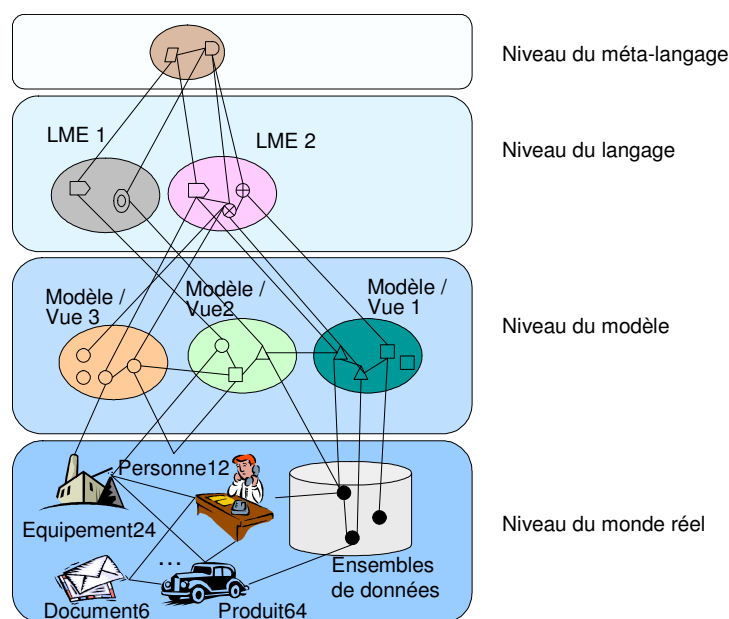 Niveau du méta-langage
LME 1
LME 2
Niveau du langage
Modèle /
Vue 3
Modèle /
Vue2
Modèle /
Vue 1
Niveau du modèle
Personne12
Equipement24
Niveau du monde réel
...
Ensembles
de données
Document6
Produit64